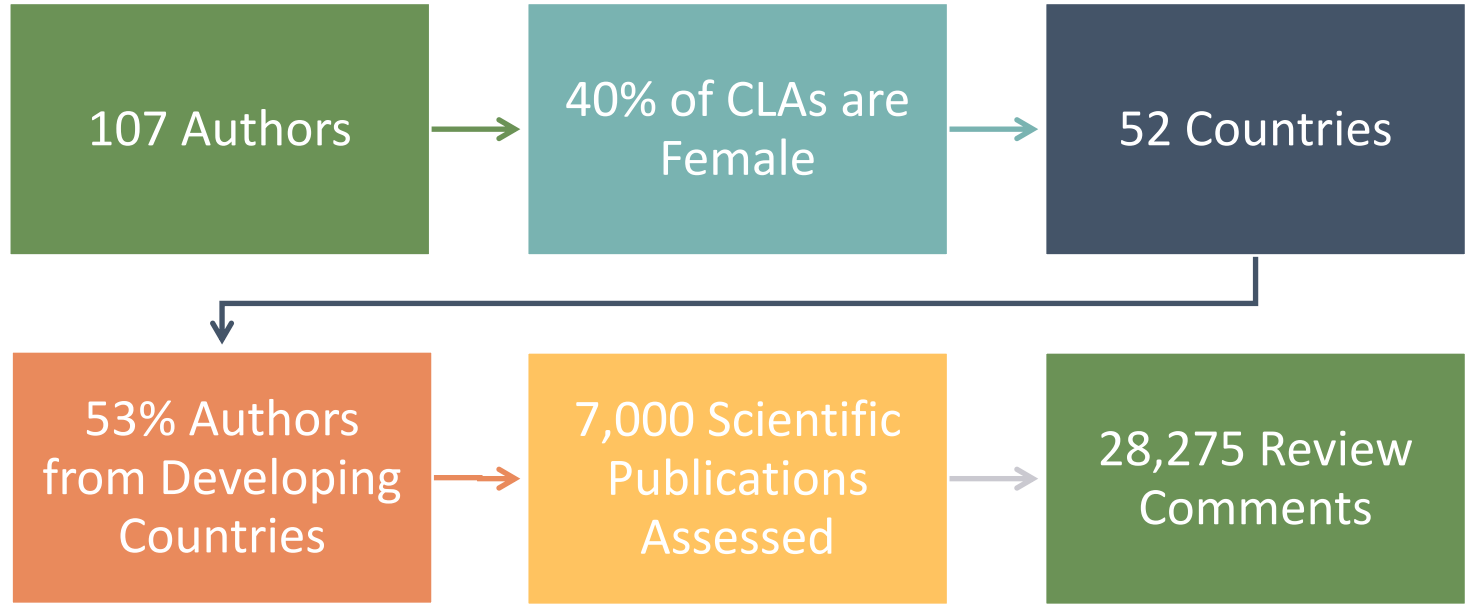 107 Authors
40% of CLAs are
Female
52 Countries
53% Authors
from Developing
Countries
7,000 Scientific
Publications
Assessed
28,275 Review
Comments